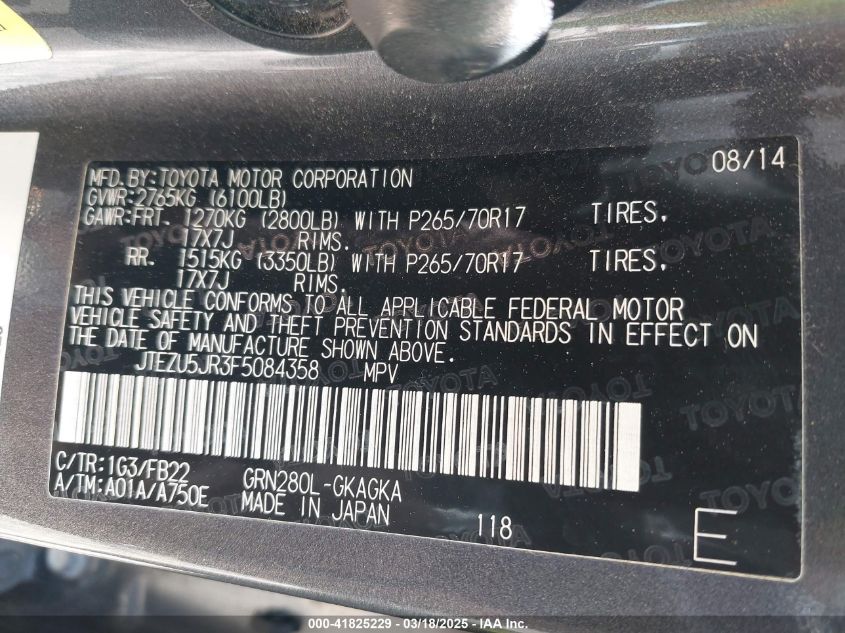 MFD.BY:TOYOTA MOTOR CORPORATION 08/14
GVWR:2765KG (6100LB)
GAWR:FRT. 1270KG (2800LB) WITH P265/70R17 TIRES,
17X7J RIMS.
RR. 1515KG (3350LB) WITH P265/70R17 TIRES,
17X7J RIMS.
THIS VEHICLE CONFORMS TO ALL APPLICABLE FEDERAL MOTOR
VEHICLE SAFETY AND THEFT PREVENTION STANDARDS IN EFFECT ON
THE DATE OF MANUFACTURE SHOWN ABOVE.
JTEZU5JR3F5084358 MPV
C/TR:1G3/FB22 GRN280L-GKAGKA
A/TM:A01A/A750E MADE IN JAPAN 118 E
000-41825229 - 03/18/2025 - IAA Inc.